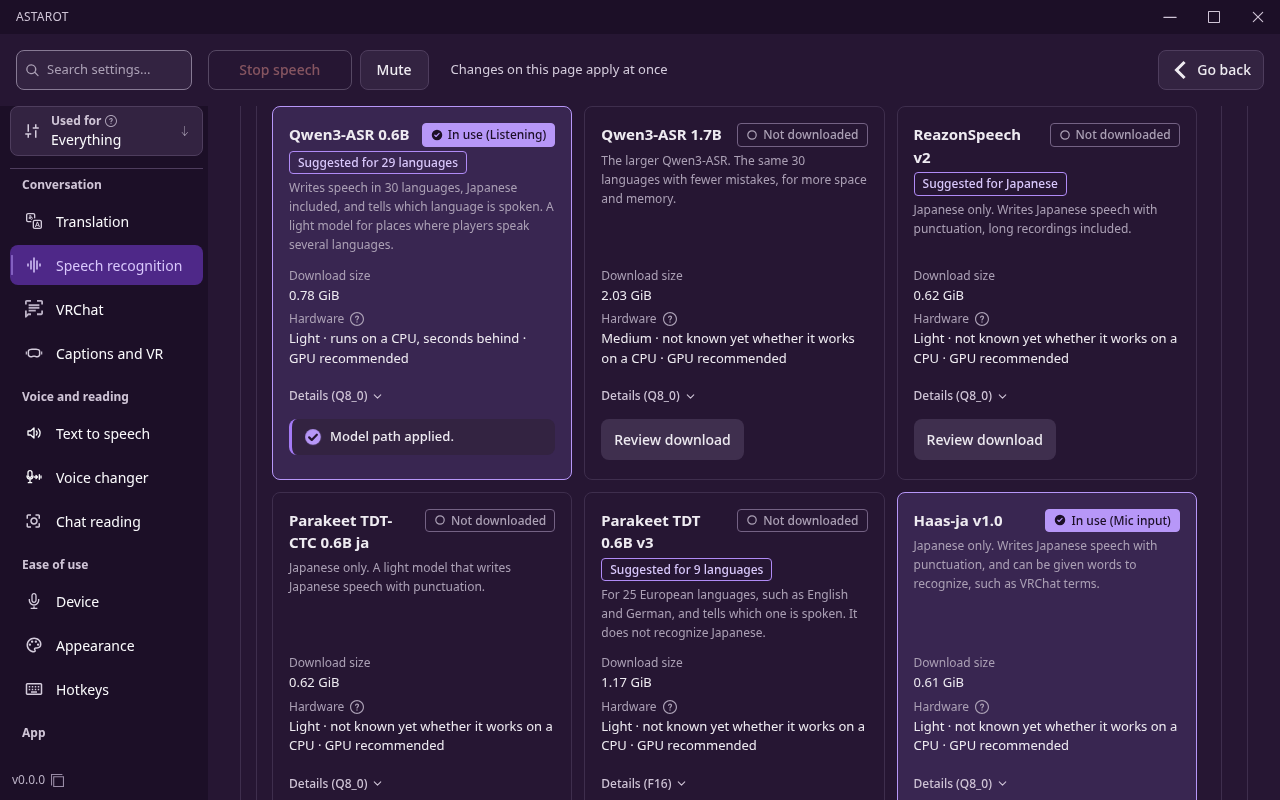 ASTAROT
Search settings...
Stop speech
Mute
Changes on this page apply at once
Go back
Used for
Everything
Conversation
Translation
Speech recognition
VRChat
Captions and VR
Voice and reading
Text to speech
Voice changer
Chat reading
Ease of use
Device
Appearance
Hotkeys
App
v0.0.0
Qwen3-ASR 0.6B
In use (Listening)
Suggested for 29 languages
Writes speech in 30 languages, Japanese
included, and tells which language is spoken. A
light model for places where players speak
several languages.
Download size
0.78 GiB
Hardware
Light · runs on a CPU, seconds behind ·
GPU recommended
Details (Q8_0)
Model path applied.
Qwen3-ASR 1.7B
Not downloaded
The larger Qwen3-ASR. The same 30
languages with fewer mistakes, for more space
and memory.
Download size
2.03 GiB
Hardware
Medium · not known yet whether it works
on a CPU · GPU recommended
Details (Q8_0)
Review download
ReazonSpeech
v2
Not downloaded
Suggested for Japanese
Japanese only. Writes Japanese speech with
punctuation, long recordings included.
Download size
0.62 GiB
Hardware
Light · not known yet whether it works on a
CPU · GPU recommended
Details (Q8_0)
Review download
Parakeet TDT-
CTC 0.6B ja
Not downloaded
Japanese only. A light model that writes
Japanese speech with punctuation.
Download size
0.62 GiB
Hardware
Light · not known yet whether it works on a
CPU · GPU recommended
Details (Q8_0)
Parakeet TDT
0.6B v3
Not downloaded
Suggested for 9 languages
For 25 European languages, such as English
and German, and tells which one is spoken. It
does not recognize Japanese.
Download size
1.17 GiB
Hardware
Light · not known yet whether it works on a
CPU · GPU recommended
Details (F16)
Haas-ja v1.0
In use (Mic input)
Japanese only. Writes Japanese speech with
punctuation, and can be given words to
recognize, such as VRChat terms.
Download size
0.61 GiB
Hardware
Light · not known yet whether it works on a
CPU · GPU recommended
Details (Q8_0)